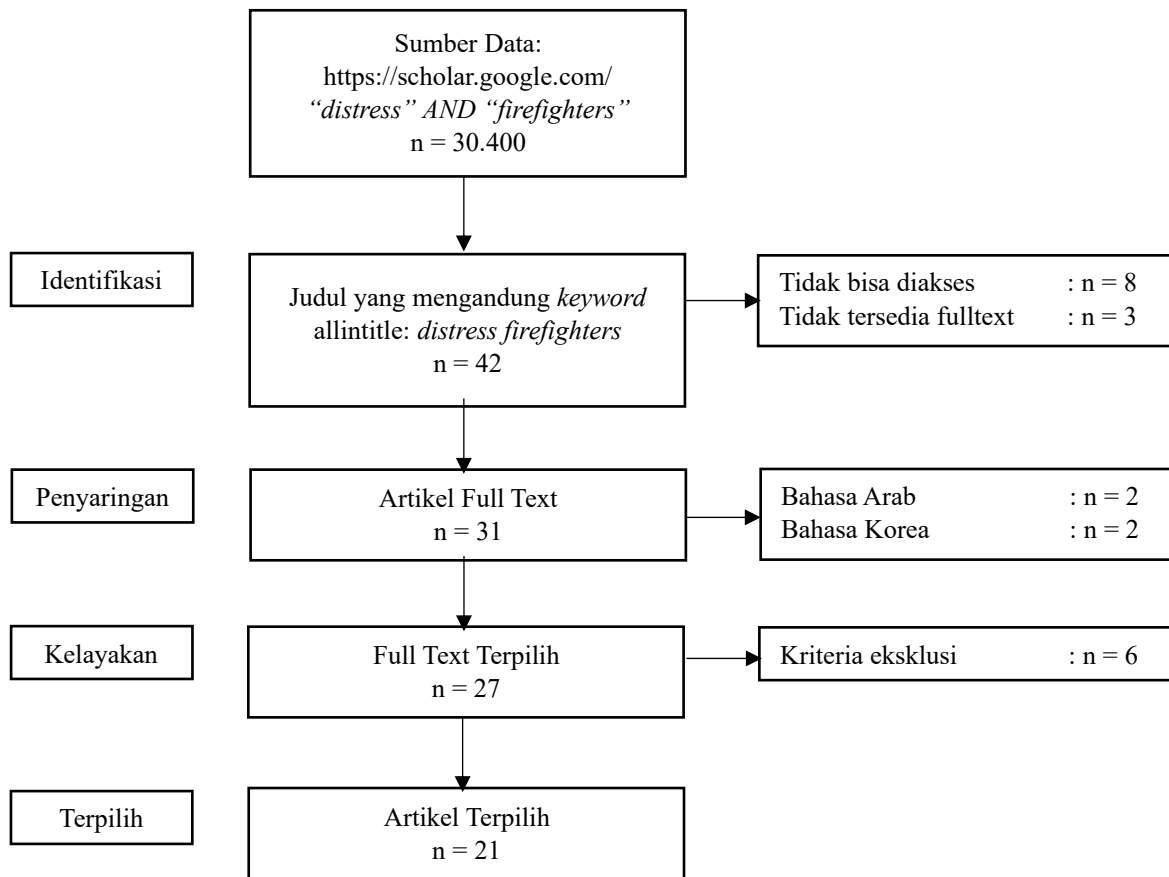 Sumber Data:
https://scholar.google.com/
“distress” AND “firefighters”
n = 30.400
Identifikasi
Judul yang mengandung keyword
allintitle: distress firefighters
n = 42
Tidak bisa diakses : n = 8
Tidak tersedia fulltext : n = 3
Penyaringan
Artikel Full Text
n = 31
Bahasa Arab : n = 2
Bahasa Korea : n = 2
Kelayakan
Full Text Terpilih
n = 27
Kriteria eksklusi : n = 6
Terpilih
Artikel Terpilih
n = 21